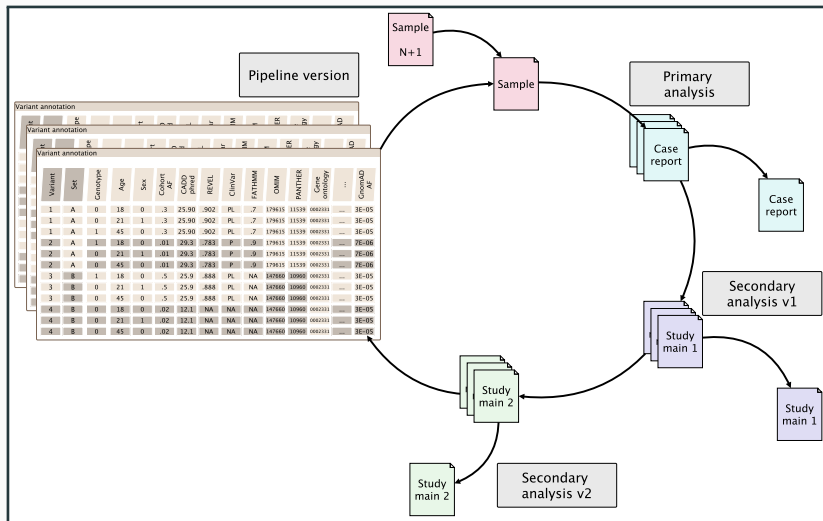 Sample
N+1
Sample
Pipeline version
Primary
analysis
Case
report
Case
report
Secondary
analysis v1
Study
main 1
Study
main 1
Study
main 2
Study
main 2
Secondary
analysis v2
Variant annotation
Variant annotation
Variant annotation
Variant Set Genotype Age Sex Cohort AF CADD phred REVEL ClinVar FATHMM OMIM PANTHER Gene ontology ... GnomAD AF
1 A 0 18 0 .3 25.90 .902 PL .7 179615 11539 0002331 ... 3E-05
1 A 0 21 1 .3 25.90 .902 PL .7 179615 11539 0002331 ... 3E-05
1 A 1 45 0 .3 25.90 .902 PL .7 179615 11539 0002331 ... 3E-05
2 A 1 18 0 .01 29.3 .783 P .9 179615 11539 0002331 ... 7E-06
2 A 0 21 1 .01 29.3 .783 P .9 179615 11539 0002331 ... 7E-06
2 A 0 45 0 .01 29.3 .783 P .9 179615 11539 0002331 ... 7E-06
3 B 1 18 0 .5 25.9 .888 PL NA 147660 10960 0002331 ... 3E-05
3 B 0 21 1 .5 25.9 .888 PL NA 147660 10960 0002331 ... 3E-05
3 B 0 45 0 .5 25.9 .888 PL NA 147660 10960 0002331 ... 3E-05
4 B 0 18 0 .02 12.1 NA NA NA 147660 10960 0002331 ... 3E-05
4 B 0 21 1 .02 12.1 NA NA NA 147660 10960 0002331 ... 3E-05
4 B 0 45 0 .02 12.1 NA NA NA 147660 10960 0002331 ... 3E-05